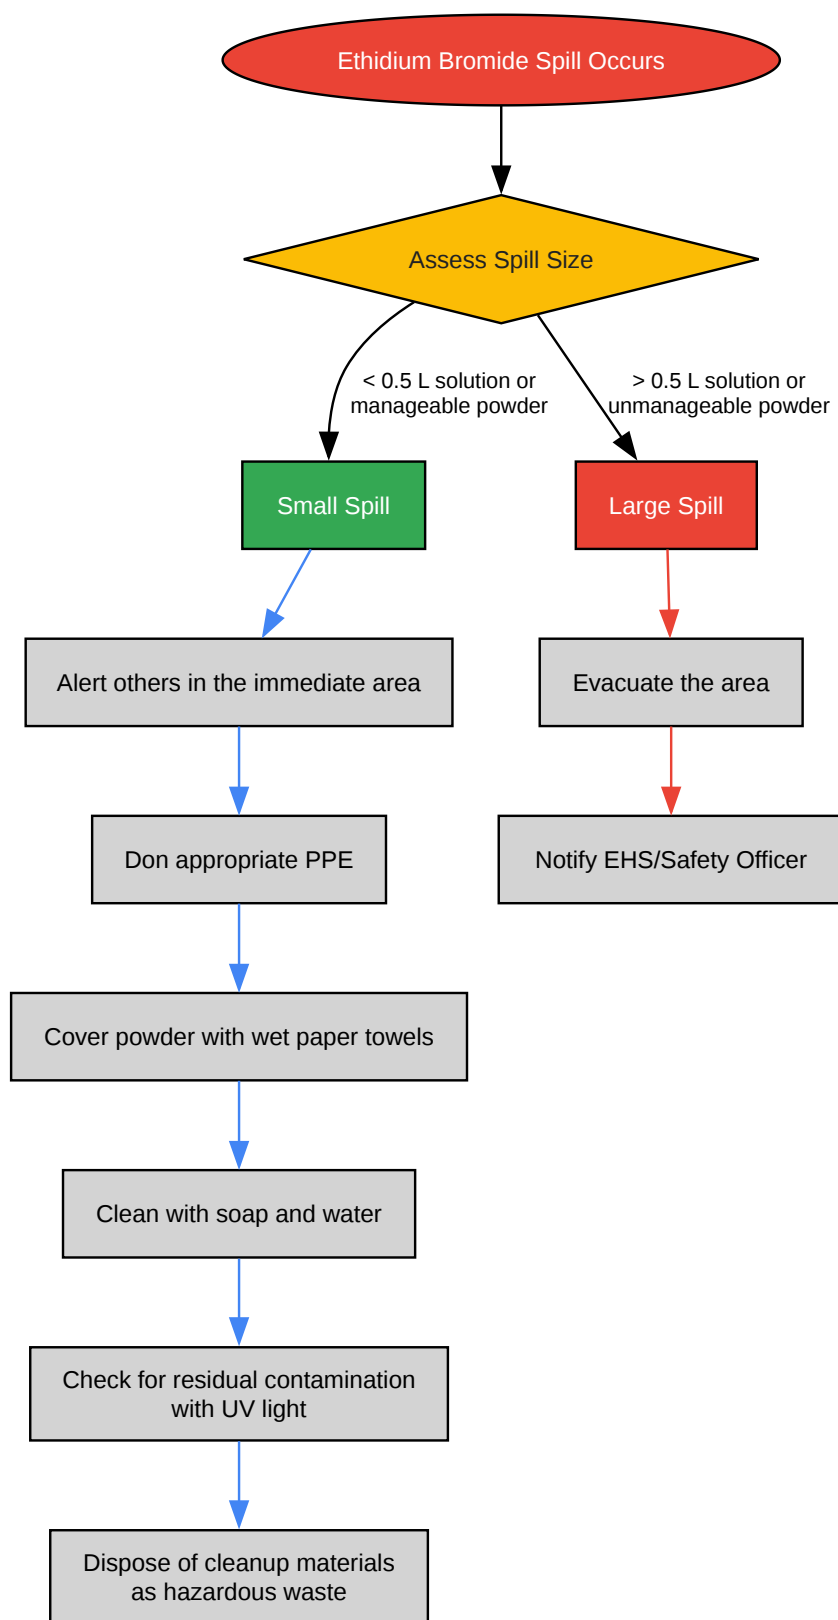 Ethidium Bromide Spill Occurs
Assess Spill Size
< 0.5 L solution or
manageable powder
> 0.5 L solution or
unmanageable powder
Small Spill
Large Spill
Alert others in the immediate area
Evacuate the area
Don appropriate PPE
Notify EHS/Safety Officer
Cover powder with wet paper towels
Clean with soap and water
Check for residual contamination
with UV light
Dispose of cleanup materials
as hazardous waste